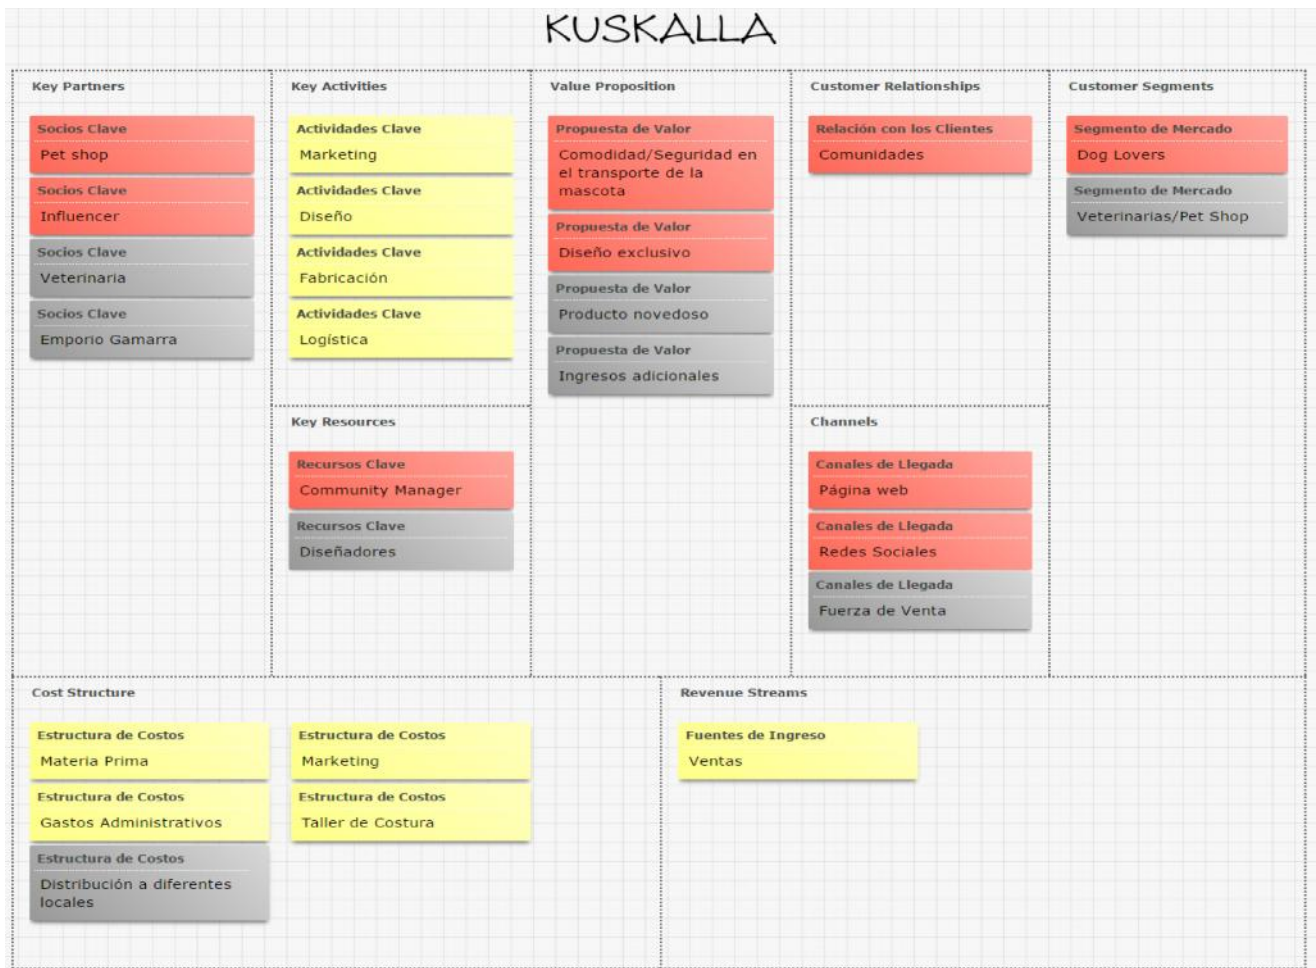 KUSKALLA
Key Partners
Socios Clave
Pet shop
Socios Clave
Influencer
Socios Clave
Veterinaria
Socios Clave
Emporio Gamarra
Key Activities
Actividades Clave
Marketing
Actividades Clave
Diseño
Actividades Clave
Fabricación
Actividades Clave
Logística
Key Resources
Recursos Clave
Community Manager
Recursos Clave
Diseñadores
Value Proposition
Propuesta de Valor
Comodidad/Seguridad en
el transporte de la
mascota
Propuesta de Valor
Diseño exclusivo
Propuesta de Valor
Producto novedoso
Propuesta de Valor
Ingresos adicionales
Customer Relationships
Relación con los Clientes
Comunidades
Channels
Canales de Llegada
Página web
Canales de Llegada
Redes Sociales
Canales de Llegada
Fuerza de Venta
Customer Segments
Segmento de Mercado
Dog Lovers
Segmento de Mercado
Veterinarias/Pet Shop
Cost Structure
Estructura de Costos
Materia Prima
Estructura de Costos
Gastos Administrativos
Estructura de Costos
Distribución a diferentes
locales
Estructura de Costos
Marketing
Estructura de Costos
Taller de Costura
Revenue Streams
Fuentes de Ingreso
Ventas